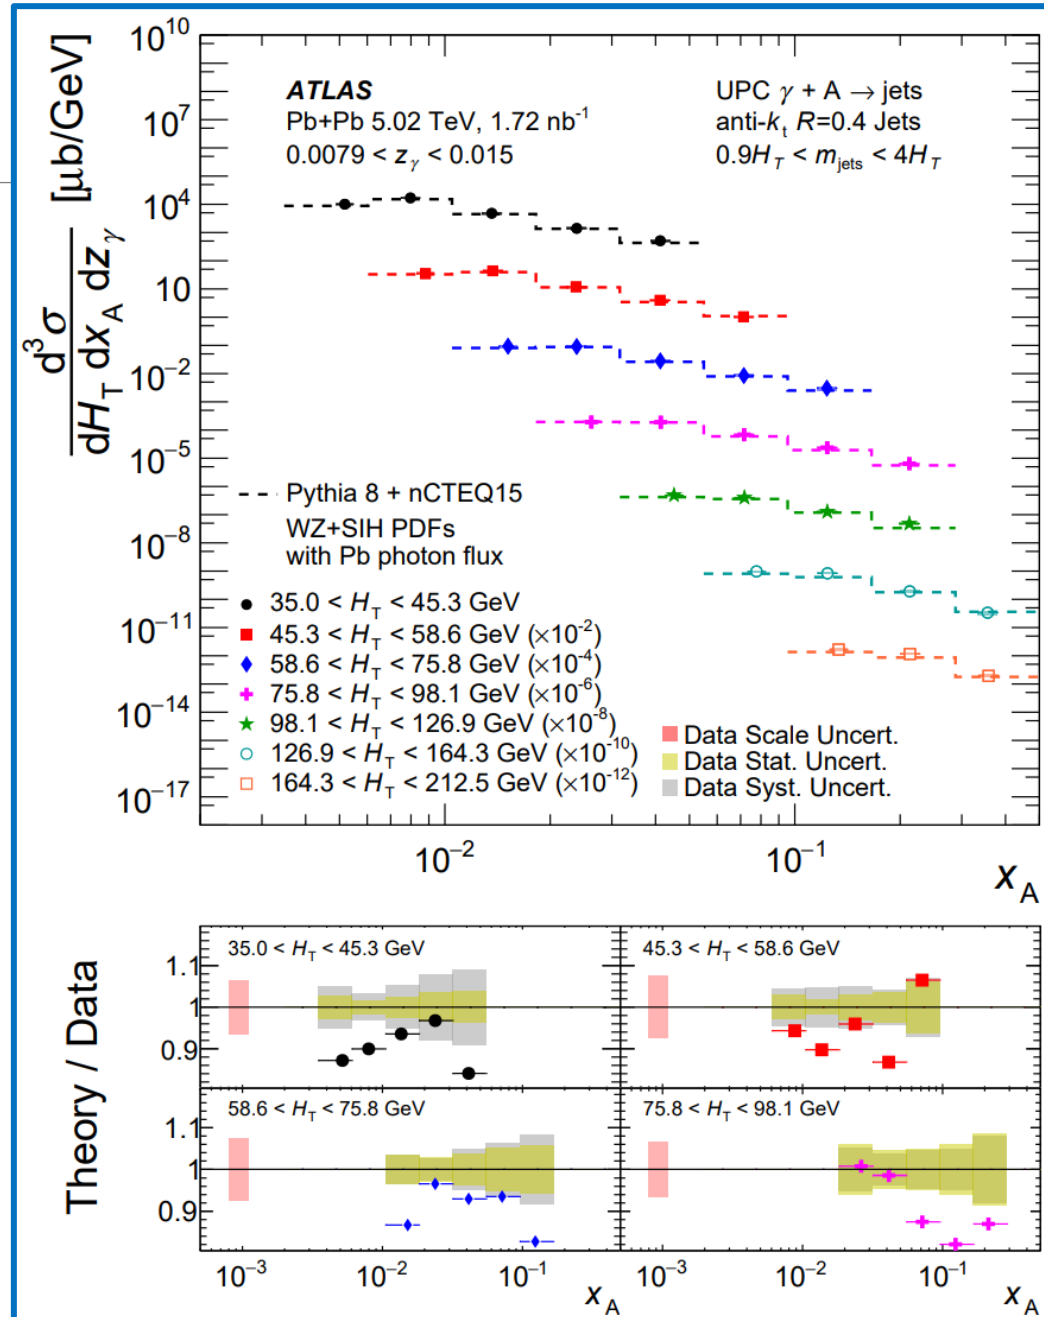 10^10
10^7
10^4
10
10^−2
10^−5
10^−8
10^−11
10^−14
10^−17
d^3 σ
dH_T dx_A dz_γ
[μb/GeV]
ATLAS
Pb+Pb 5.02 TeV, 1.72 nb^-1
0.0079 < z_γ < 0.015
UPC γ + A → jets
anti-k_t R=0.4 Jets
0.9H_T < m_jets < 4H_T
Pythia 8 + nCTEQ15
WZ+SIH PDFs
with Pb photon flux
35.0 < H_T < 45.3 GeV
45.3 < H_T < 58.6 GeV (×10^-2)
58.6 < H_T < 75.8 GeV (×10^-4)
75.8 < H_T < 98.1 GeV (×10^-6)
98.1 < H_T < 126.9 GeV (×10^-8)
126.9 < H_T < 164.3 GeV (×10^-10)
164.3 < H_T < 212.5 GeV (×10^-12)
Data Scale Uncert.
Data Stat. Uncert.
Data Syst. Uncert.
10^−2
10^−1
x_A
Theory / Data
35.0 < H_T < 45.3 GeV
45.3 < H_T < 58.6 GeV
1.1
1
0.9
58.6 < H_T < 75.8 GeV
75.8 < H_T < 98.1 GeV
1.1
1
0.9
10^−3
10^−2
10^−1
x_A
10^−3
10^−2
10^−1
x_A